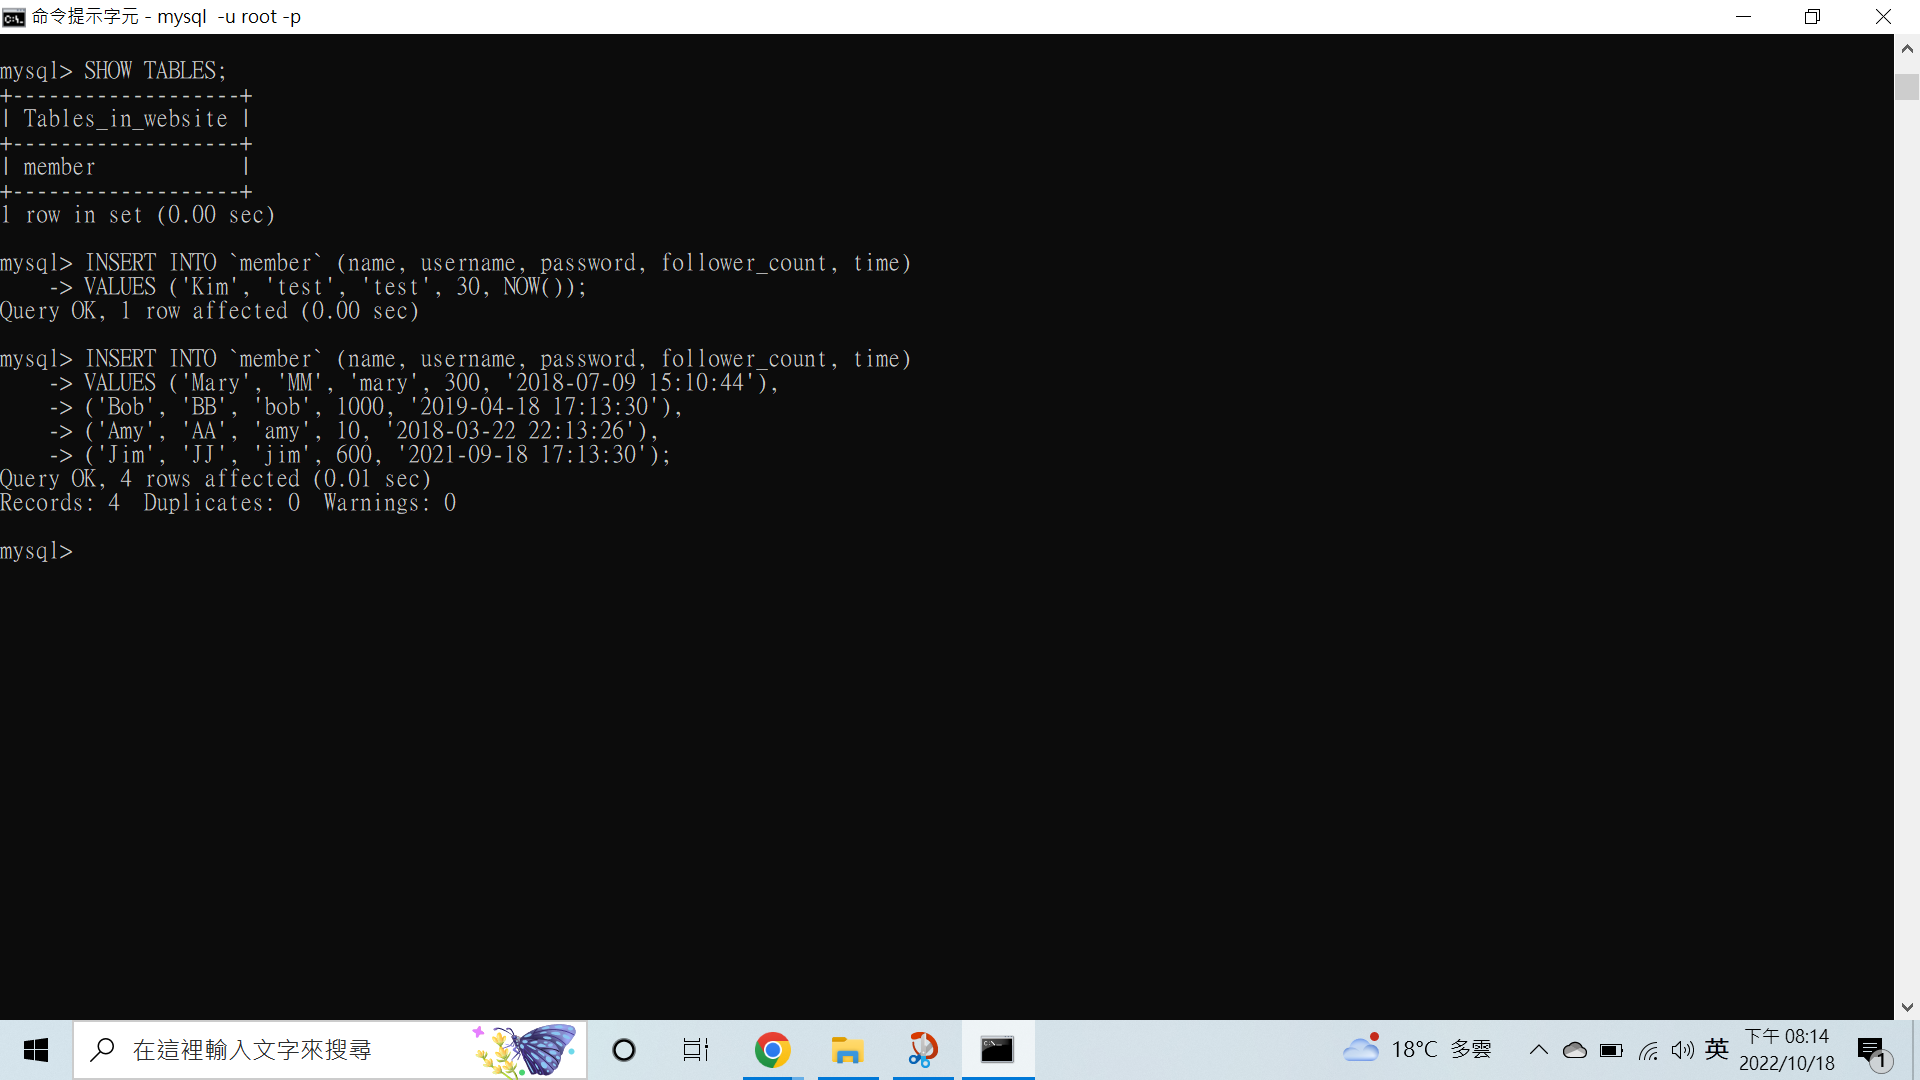 命令提示字元 - mysql  -u root -p
mysql> SHOW TABLES;
+-------------------+
| Tables_in_website |
+-------------------+
| member            |
+-------------------+
1 row in set (0.00 sec)
mysql> INSERT INTO `member` (name, username, password, follower_count, time)
    -> VALUES ('Kim', 'test', 'test', 30, NOW());
Query OK, 1 row affected (0.00 sec)
mysql> INSERT INTO `member` (name, username, password, follower_count, time)
    -> VALUES ('Mary', 'MM', 'mary', 300, '2018-07-09 15:10:44'),
    -> ('Bob', 'BB', 'bob', 1000, '2019-04-18 17:13:30'),
    -> ('Amy', 'AA', 'amy', 10, '2018-03-22 22:13:26'),
    -> ('Jim', 'JJ', 'jim', 600, '2021-09-18 17:13:30');
Query OK, 4 rows affected (0.01 sec)
Records: 4  Duplicates: 0  Warnings: 0
mysql>
在這裡輸入文字來搜尋
18°C 多雲
英
下午 08:14
2022/10/18
1